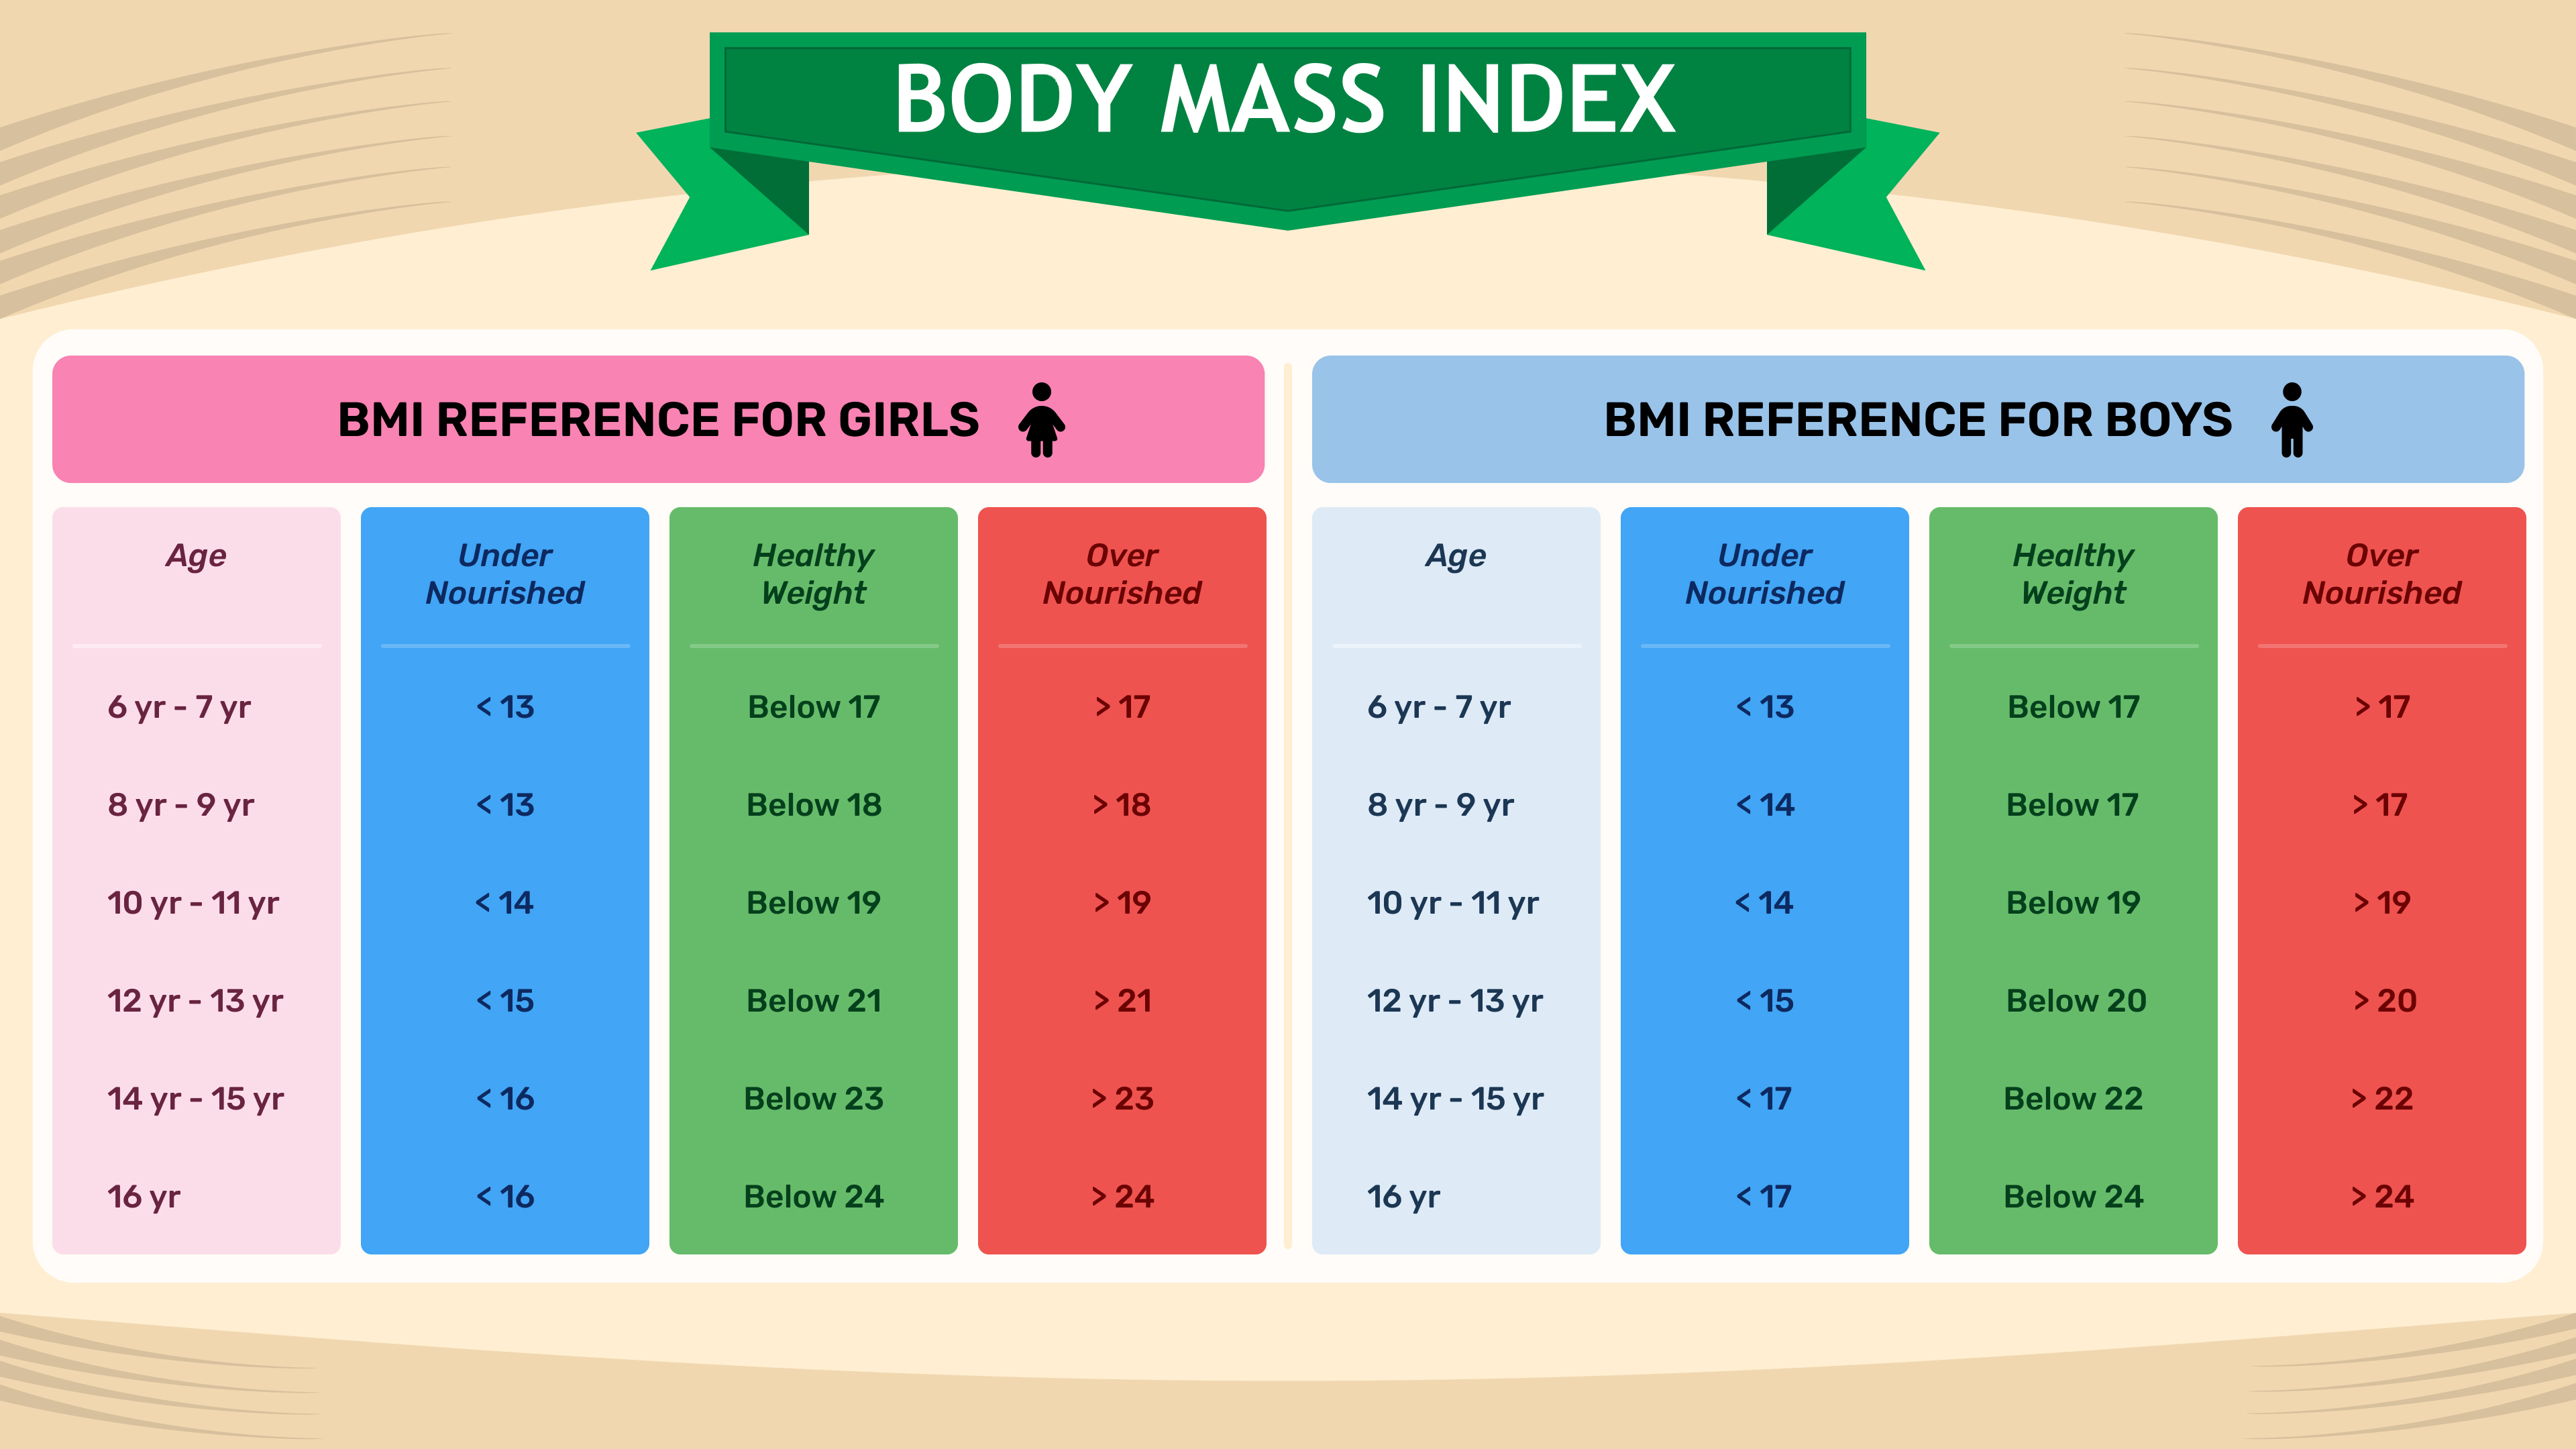 BODY MASS INDEX
BMI REFERENCE FOR GIRLS
Age Under Nourished Healthy Weight Over Nourished
6 yr - 7 yr < 13 Below 17 > 17
8 yr - 9 yr < 13 Below 18 > 18
10 yr - 11 yr < 14 Below 19 > 19
12 yr - 13 yr < 15 Below 21 > 21
14 yr - 15 yr < 16 Below 23 > 23
16 yr < 16 Below 24 > 24
BMI REFERENCE FOR BOYS
Age Under Nourished Healthy Weight Over Nourished
6 yr - 7 yr < 13 Below 17 > 17
8 yr - 9 yr < 14 Below 17 > 17
10 yr - 11 yr < 14 Below 19 > 19
12 yr - 13 yr < 15 Below 20 > 20
14 yr - 15 yr < 17 Below 22 > 22
16 yr < 17 Below 24 > 24